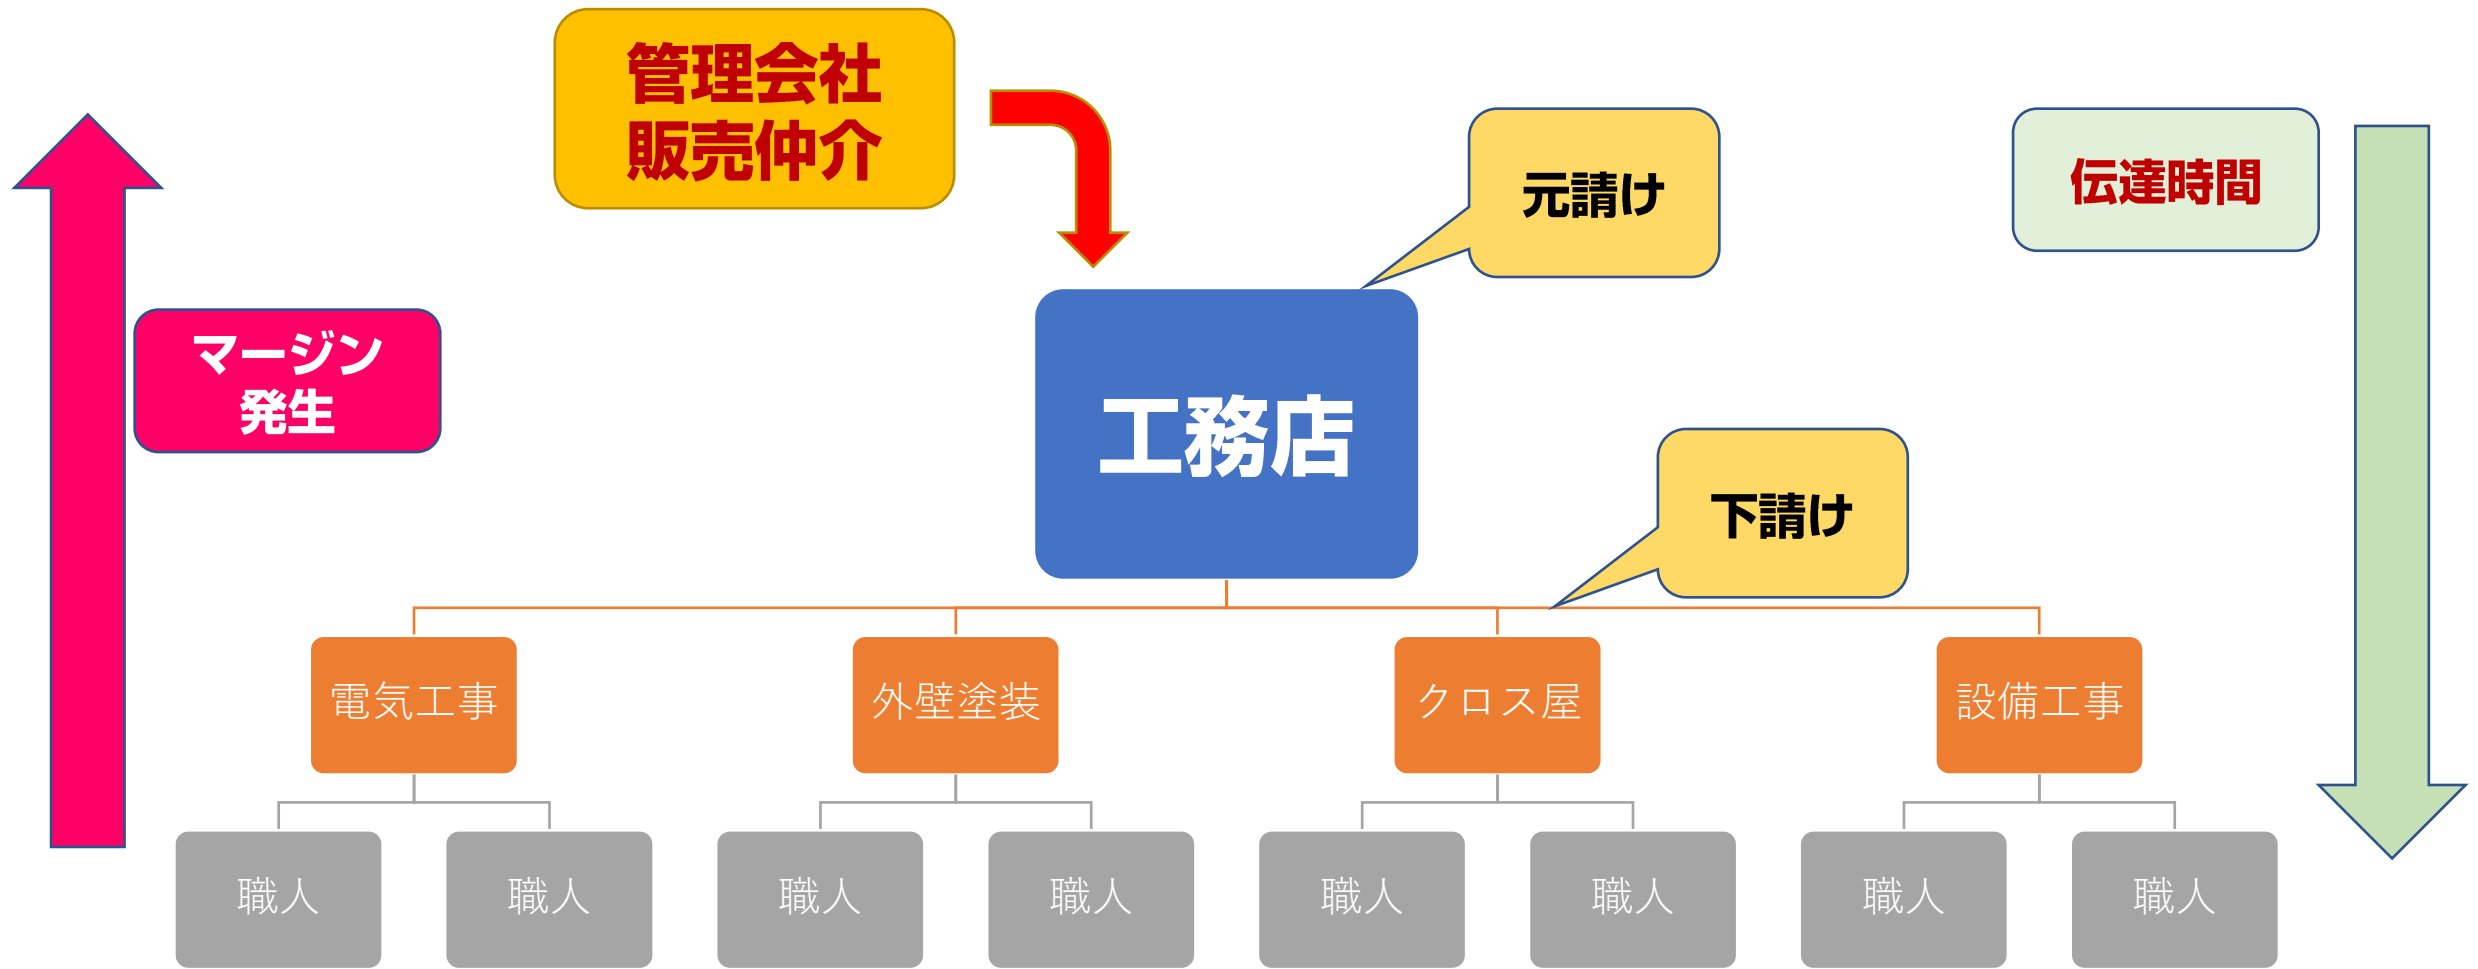 管理会社
販売仲介
元請け
伝達時間
マージン
発生
工務店
下請け
電気工事
外壁塗装
クロス屋
設備工事
職人
職人
職人
職人
職人
職人
職人
職人